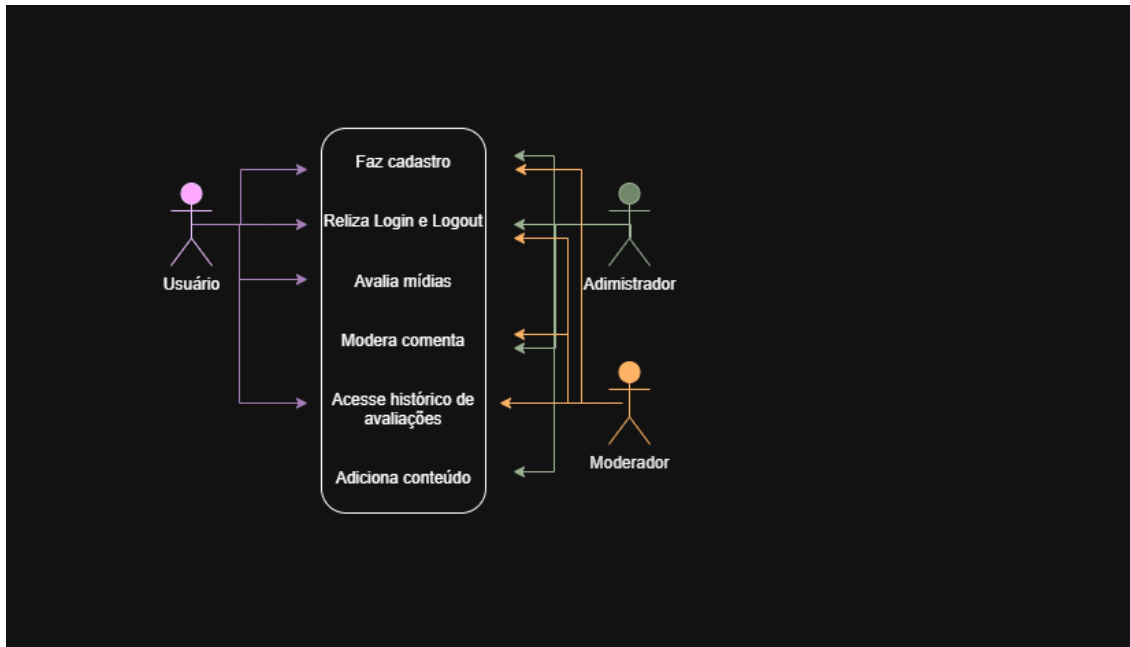 Faz cadastro
Reliza Login e Logout
Usuário
Avalia mídias
Adimistrador
Modera comenta
Acesse histórico de
avaliações
Moderador
Adiciona conteúdo